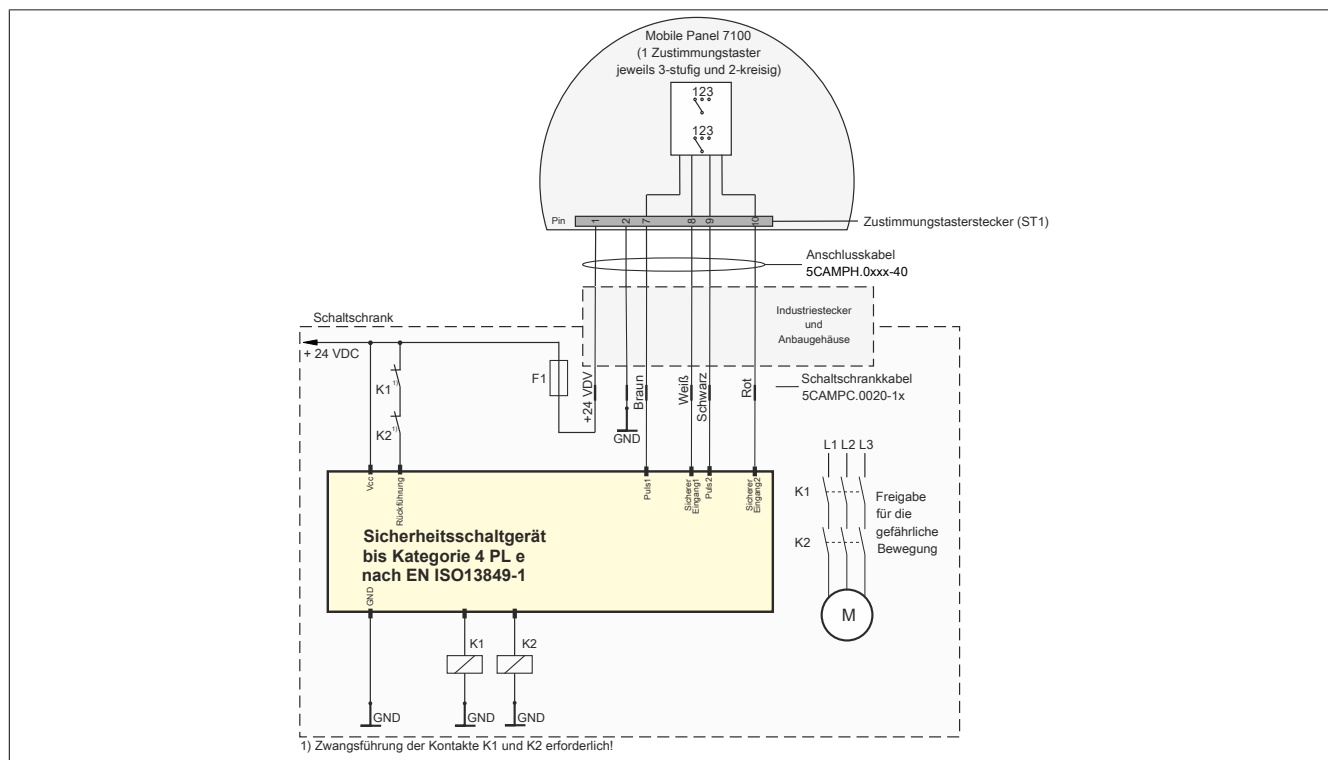 Mobile Panel 7100
(1 Zustimmungstaster
jeweils 3-stufig und 2-kreisig)
123
123
Pin
1
2
7
8
9
10
Zustimmungstasterstecker (ST1)
Anschlusskabel
5CAMPH.0xxx-40
Industriestecker
und
Anbaugehäuse
Schaltschrank
+ 24 VDC
K1 1)
K2 1)
F1
+24 VDV
GND
Braun
Weiß
Schwarz
Rot
Schaltschrankkabel
5CAMPC.0020-1x
Vcc
Rückführung
Puls1
Sicherer
Eingang1
Puls2
Sicherer
Eingang2
Sicherheitsschaltgerät
bis Kategorie 4 PL e
nach EN ISO13849-1
GND
K1
K2
GND
GND
GND
L1 L2 L3
K1
K2
Freigabe
für die
gefährliche
Bewegung
M
1) Zwangsführung der Kontakte K1 und K2 erforderlich!